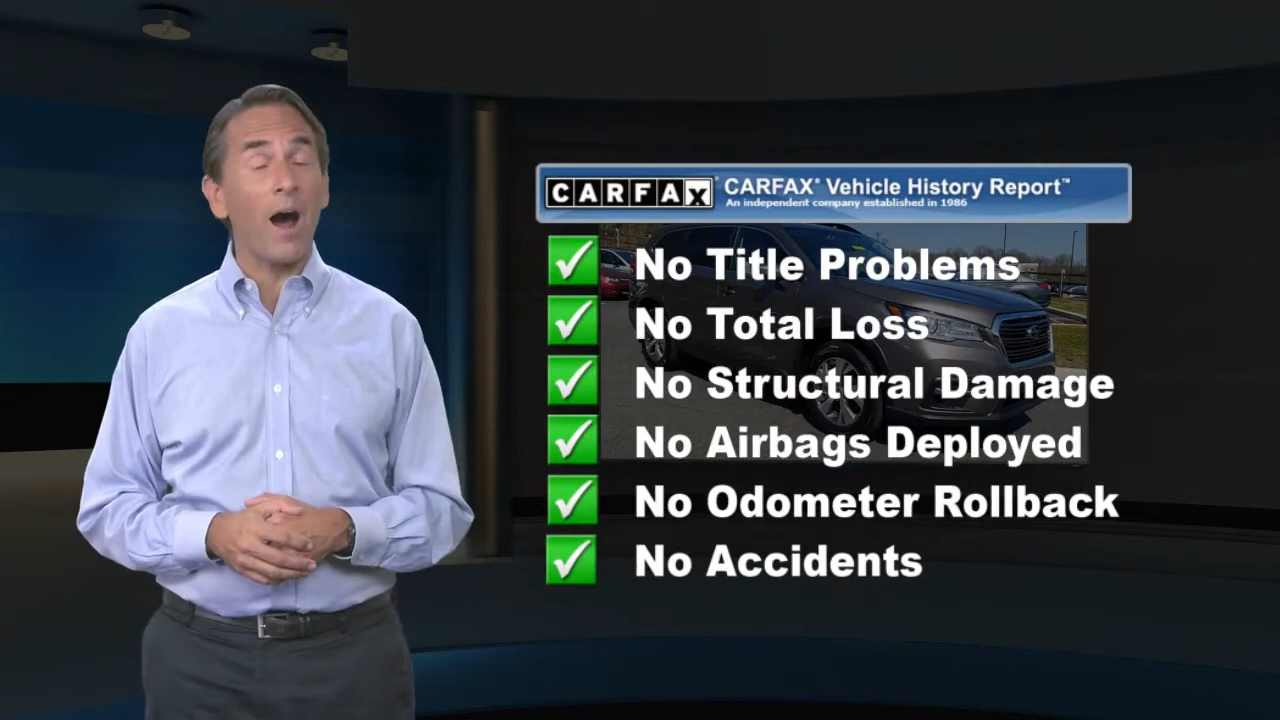 CARFAX® CARFAX® Vehicle History Report™
An independent company established in 1986
No Title Problems
No Total Loss
No Structural Damage
No Airbags Deployed
No Odometer Rollback
No Accidents